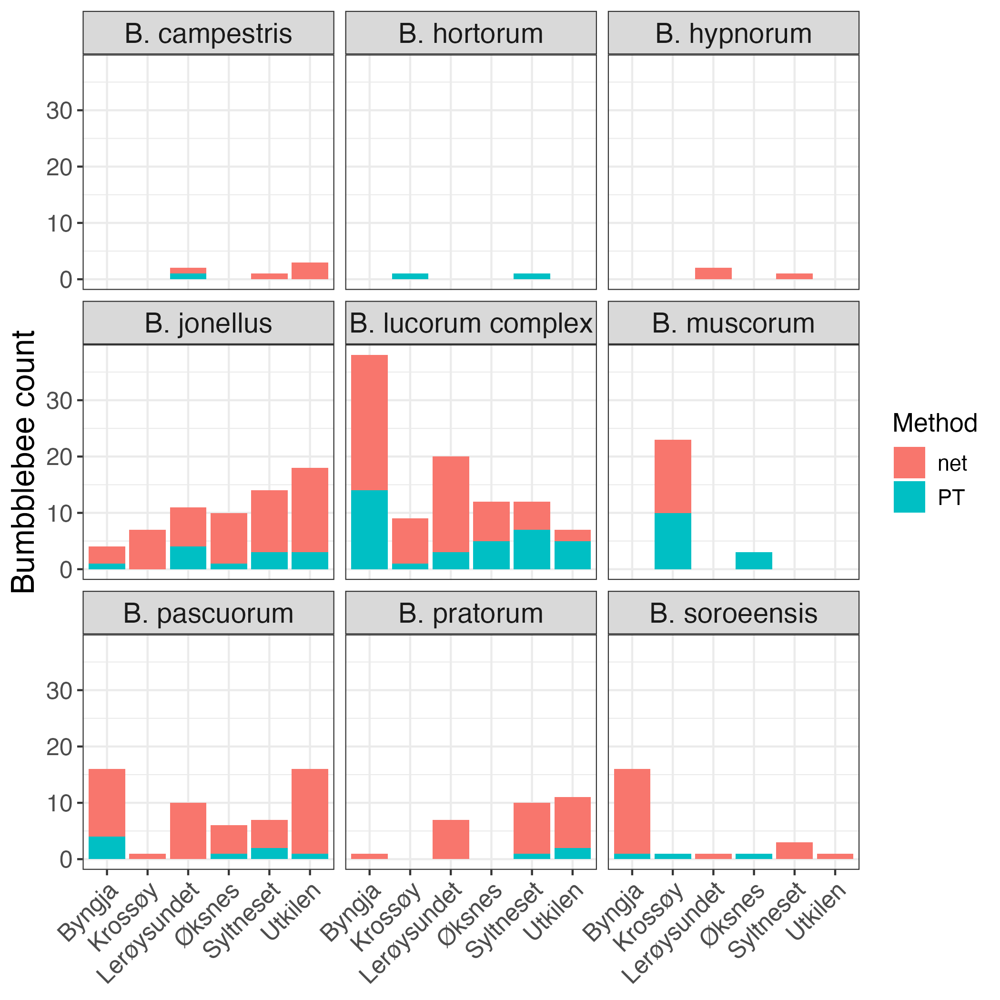 B. campestris
B. hortorum
B. hypnorum
30
20
10
0
B. jonellus
B. lucorum complex
B. muscorum
30
20
10
0
B. pascuorum
B. pratorum
B. soroeensis
30
20
10
0
Byngja
Krossøy
Lerøysundet
Øksnes
Syltneset
Utkilen
Byngja
Krossøy
Lerøysundet
Øksnes
Syltneset
Utkilen
Byngja
Krossøy
Lerøysundet
Øksnes
Syltneset
Utkilen
Bumbblebee count
Method
net
PT